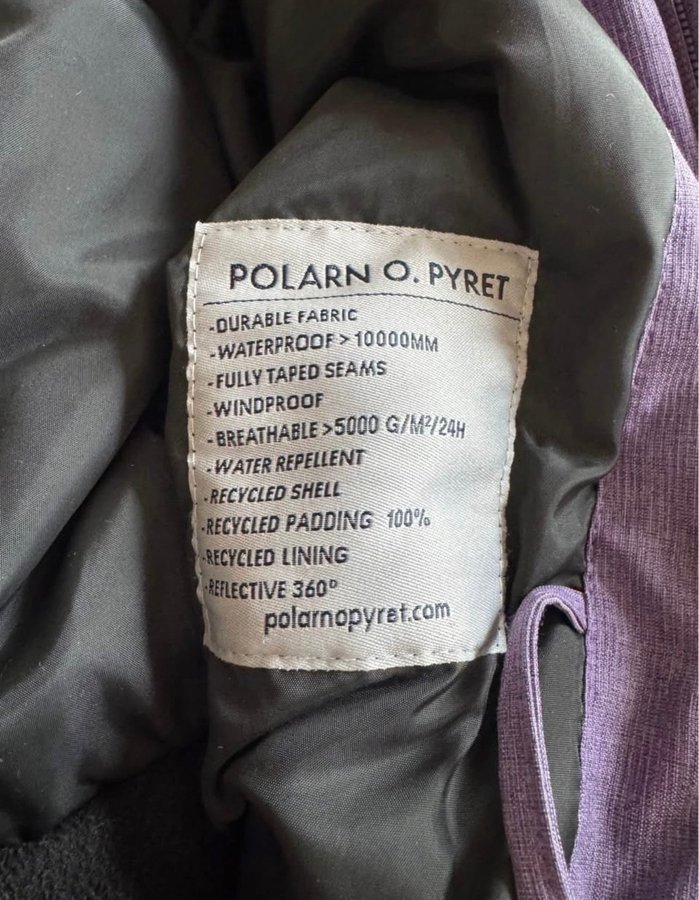 POLARN O. PYRET
-DURABLE FABRIC
-WATERPROOF > 10000MM
-FULLY TAPED SEAMS
-WINDPROOF
-BREATHABLE >5000 G/M²/24H
-WATER REPELLENT
-RECYCLED SHELL
-RECYCLED PADDING 100%
-RECYCLED LINING
-REFLECTIVE 360°
polarnopyret.com